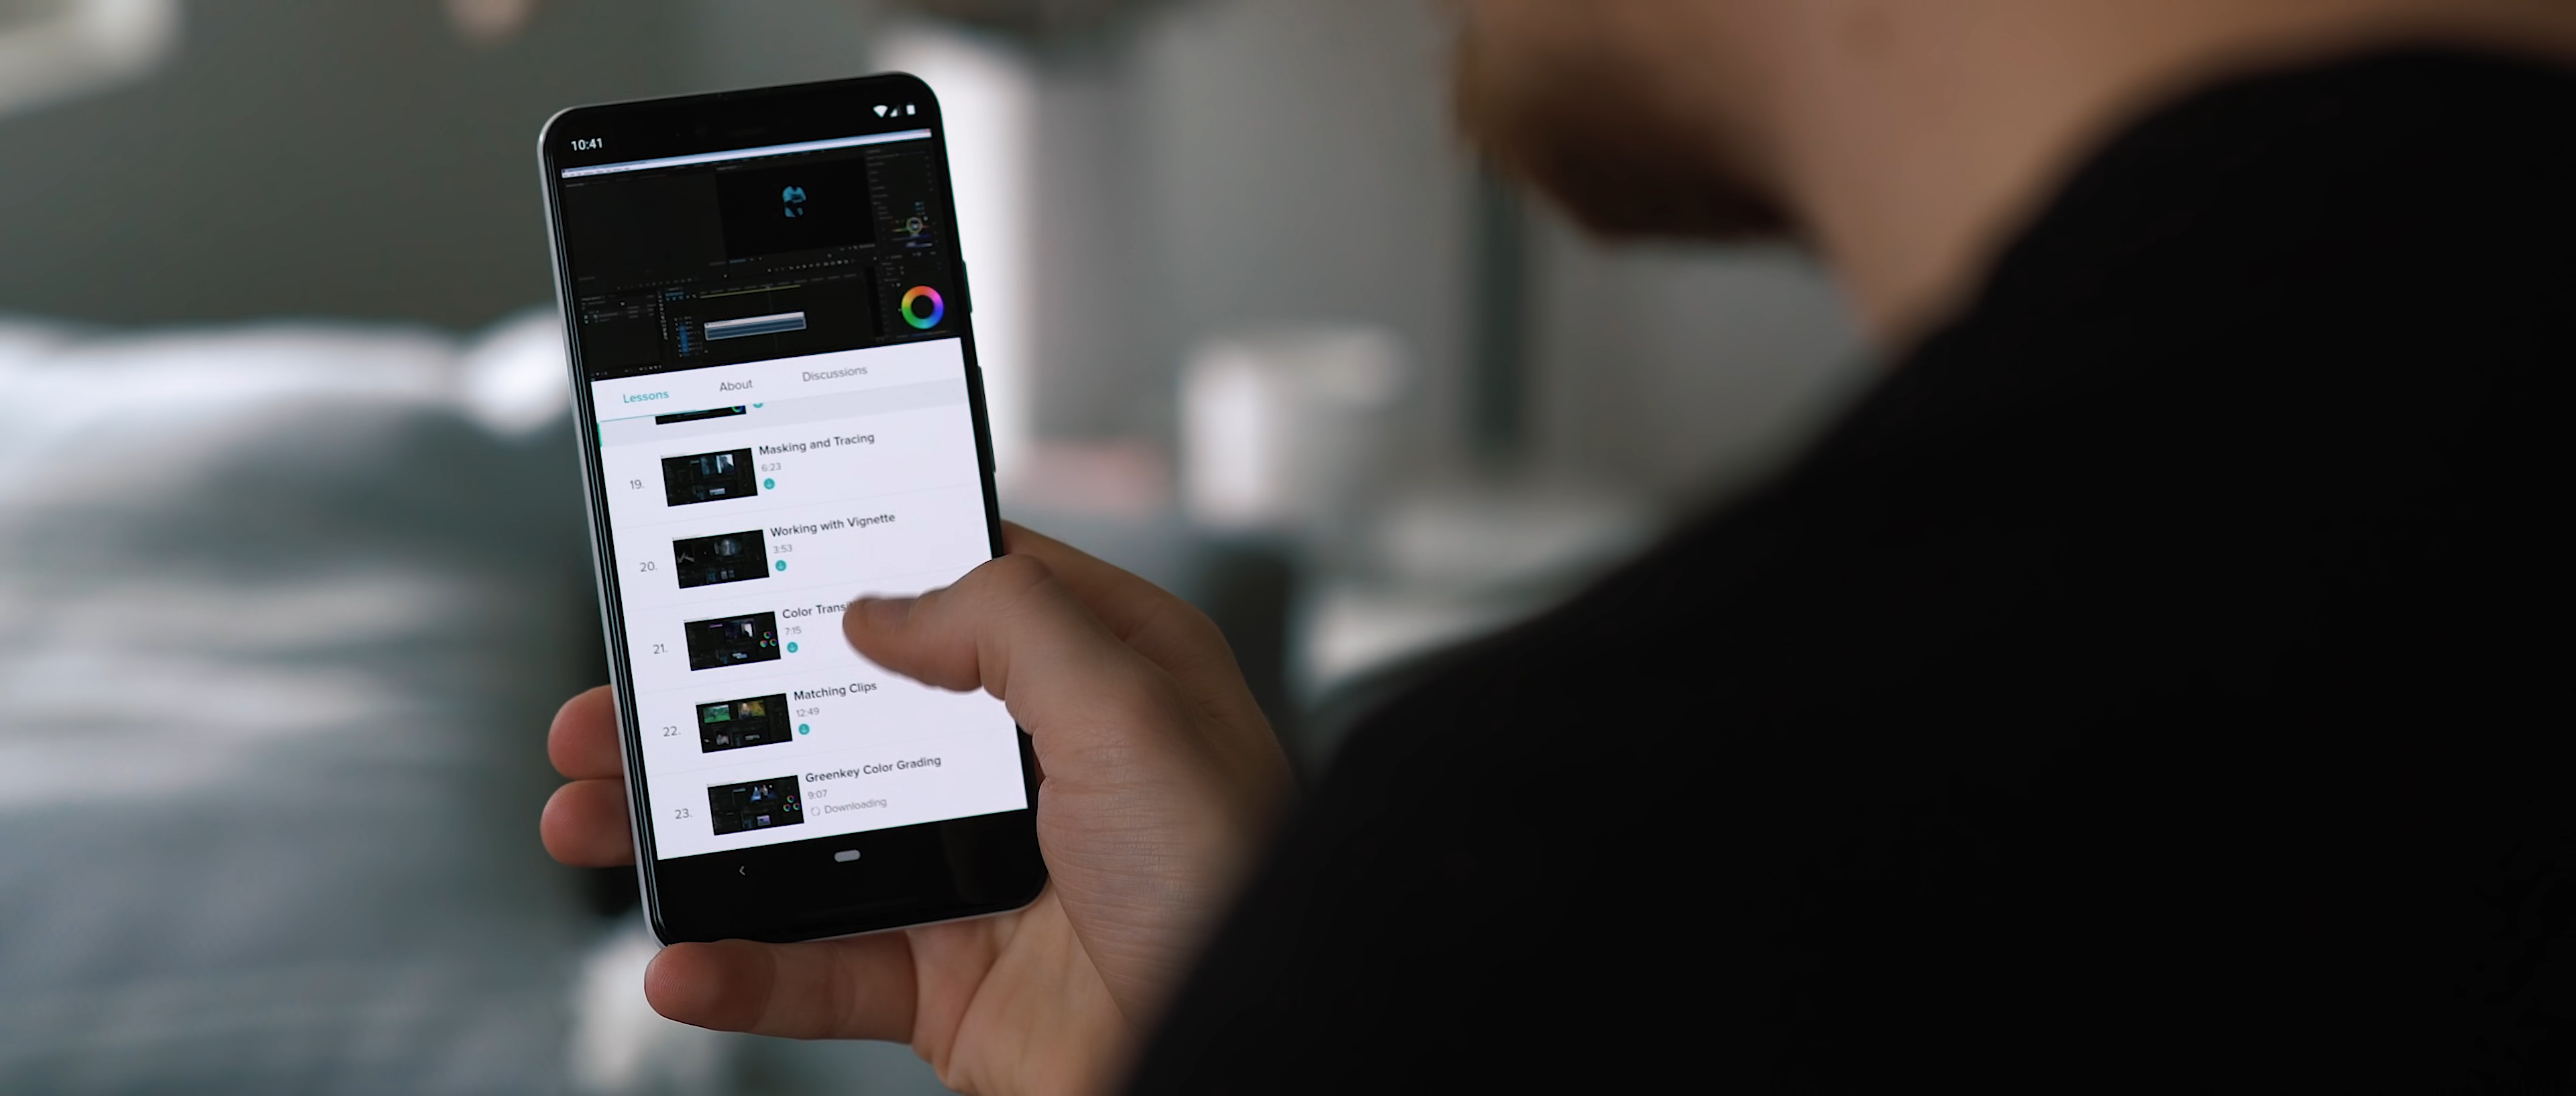 10:41
Lessons
About
Discussions
19.
Masking and Tracing
6:23
20.
Working with Vignette
3:53
21.
Color
7:15
22.
Matching Clips
12:49
23.
Greenkey Color Grading
9:07
Downloading